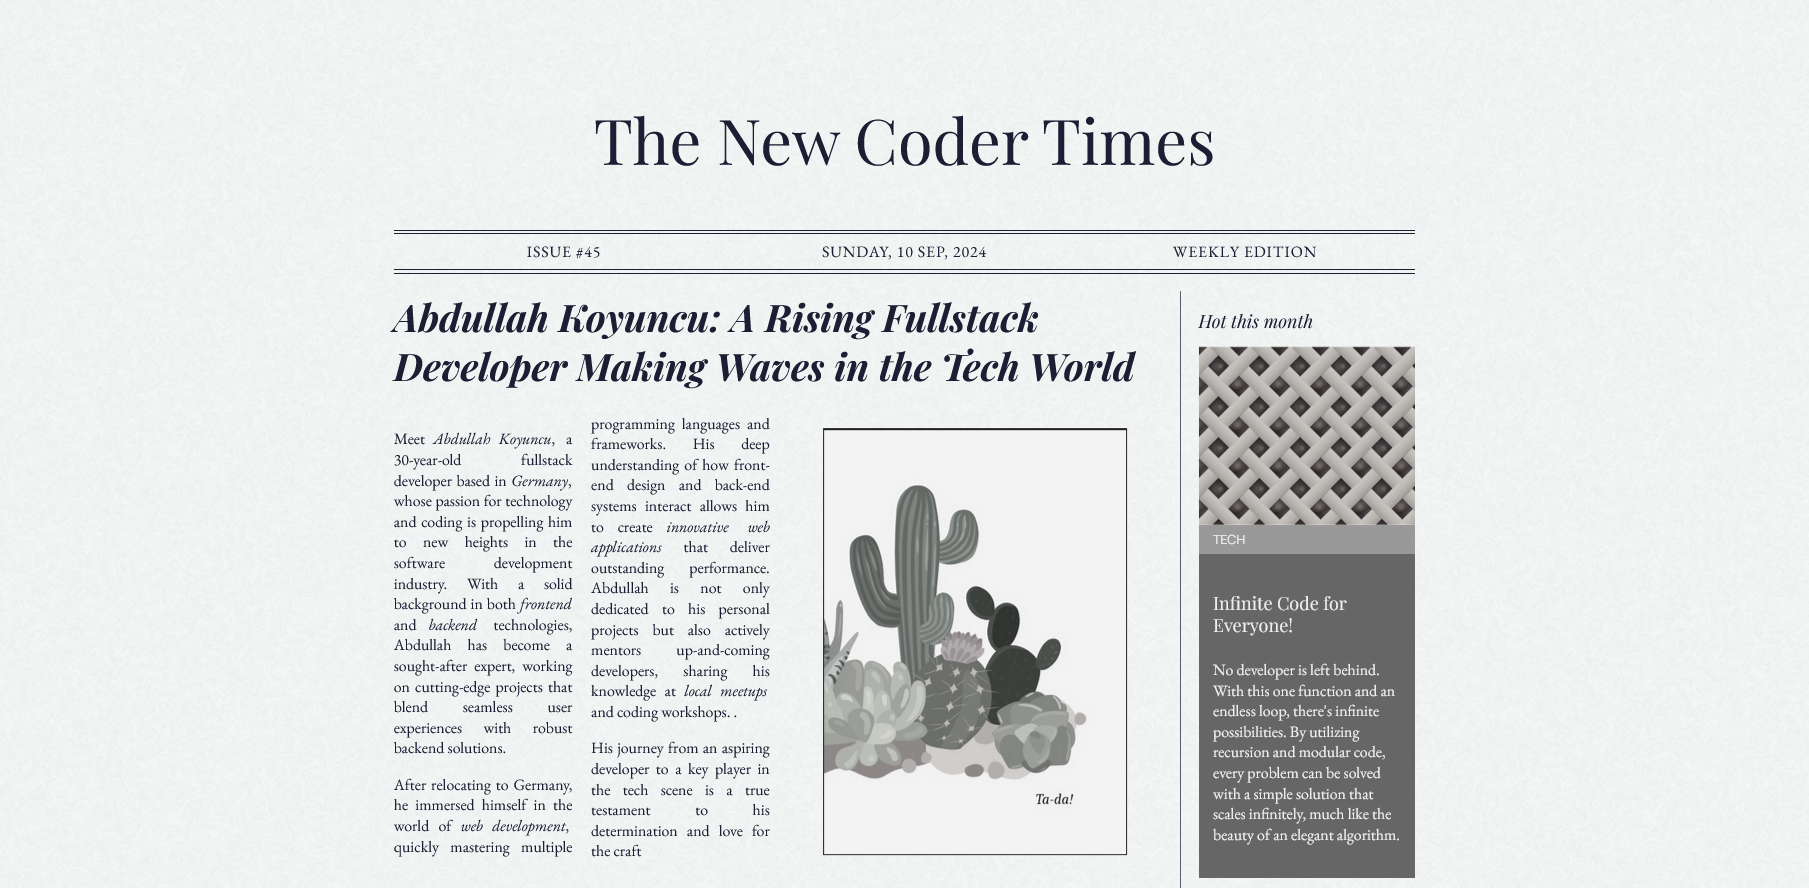 The New Coder Times
ISSUE #45
SUNDAY, 10 SEP, 2024
WEEKLY EDITION
Abdullah Koyuncu: A Rising Fullstack
Developer Making Waves in the Tech World
Meet Abdullah Koyuncu, a
30-year-old fullstack
developer based in Germany,
whose passion for technology
and coding is propelling him
to new heights in the
software development
industry. With a solid
background in both frontend
and backend technologies,
Abdullah has become a
sought-after expert, working
on cutting-edge projects that
blend seamless user
experiences with robust
backend solutions.
After relocating to Germany,
he immersed himself in the
world of web development,
quickly mastering multiple
programming languages and
frameworks. His deep
understanding of how front-
end design and back-end
systems interact allows him
to create innovative web
applications that deliver
outstanding performance.
Abdullah is not only
dedicated to his personal
projects but also actively
mentors up-and-coming
developers, sharing his
knowledge at local meetups
and coding workshops. .
His journey from an aspiring
developer to a key player in
the tech scene is a true
testament to his
determination and love for
the craft
Ta-da!
Hot this month
TECH
Infinite Code for
Everyone!
No developer is left behind.
With this one function and an
endless loop, there's infinite
possibilities. By utilizing
recursion and modular code,
every problem can be solved
with a simple solution that
scales infinitely, much like the
beauty of an elegant algorithm.